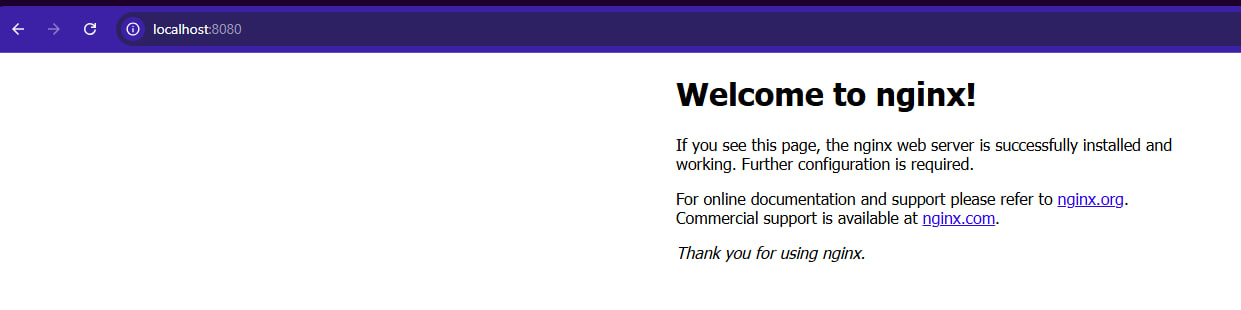 localhost:8080
Welcome to nginx!
If you see this page, the nginx web server is successfully installed and
working. Further configuration is required.
For online documentation and support please refer to nginx.org.
Commercial support is available at nginx.com.
Thank you for using nginx.